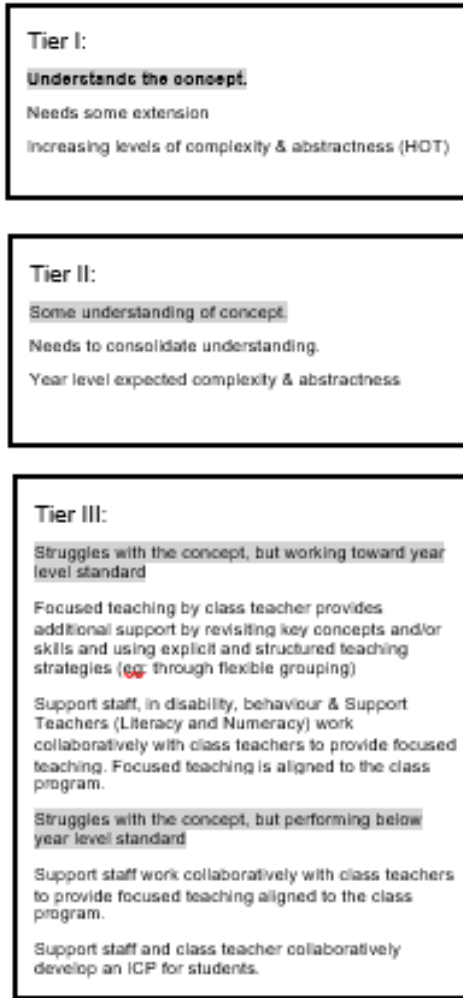 Tier I:
Understands the concept.
Needs some extension
Increasing levels of complexity & abstractness (HOT)
Tier II:
Some understanding of concept.
Needs to consolidate understanding.
Year level expected complexity & abstractness
Tier III:
Struggles with the concept, but working toward year
level standard
Focused teaching by class teacher provides
additional support by revisiting key concepts and/or
skills and using explicit and structured teaching
strategies (eg: through flexible grouping)
Support staff, in disability, behaviour & Support
Teachers (Literacy and Numeracy) work
collaboratively with class teachers to provide focused
teaching. Focused teaching is aligned to the class
program.
Struggles with the concept, but performing below
year level standard
Support staff work collaboratively with class teachers
to provide focused teaching aligned to the class
program.
Support staff and class teacher collaboratively
develop an ICP for students.